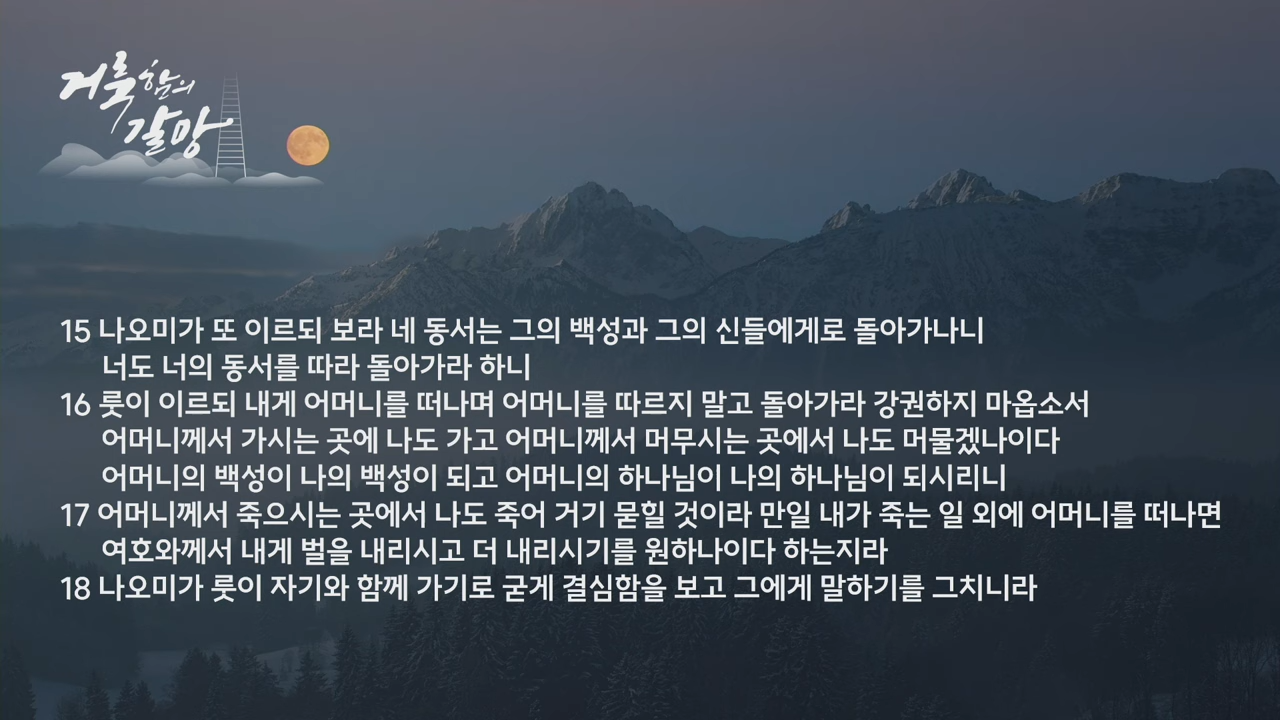 거룩함의
갈망
15 나오미가 또 이르되 보라 네 동서는 그의 백성과 그의 신들에게로 돌아가나니
너도 너의 동서를 따라 돌아가라 하니
16 룻이 이르되 내게 어머니를 떠나며 어머니를 따르지 말고 돌아가라 강권하지 마옵소서
어머니께서 가시는 곳에 나도 가고 어머니께서 머무시는 곳에서 나도 머물겠나이다
어머니의 백성이 나의 백성이 되고 어머니의 하나님이 나의 하나님이 되시리니
17 어머니께서 죽으시는 곳에서 나도 죽어 거기 묻힐 것이라 만일 내가 죽는 일 외에 어머니를 떠나면
여호와께서 내게 벌을 내리시고 더 내리시기를 원하나이다 하는지라
18 나오미가 룻이 자기와 함께 가기로 굳게 결심함을 보고 그에게 말하기를 그치니라